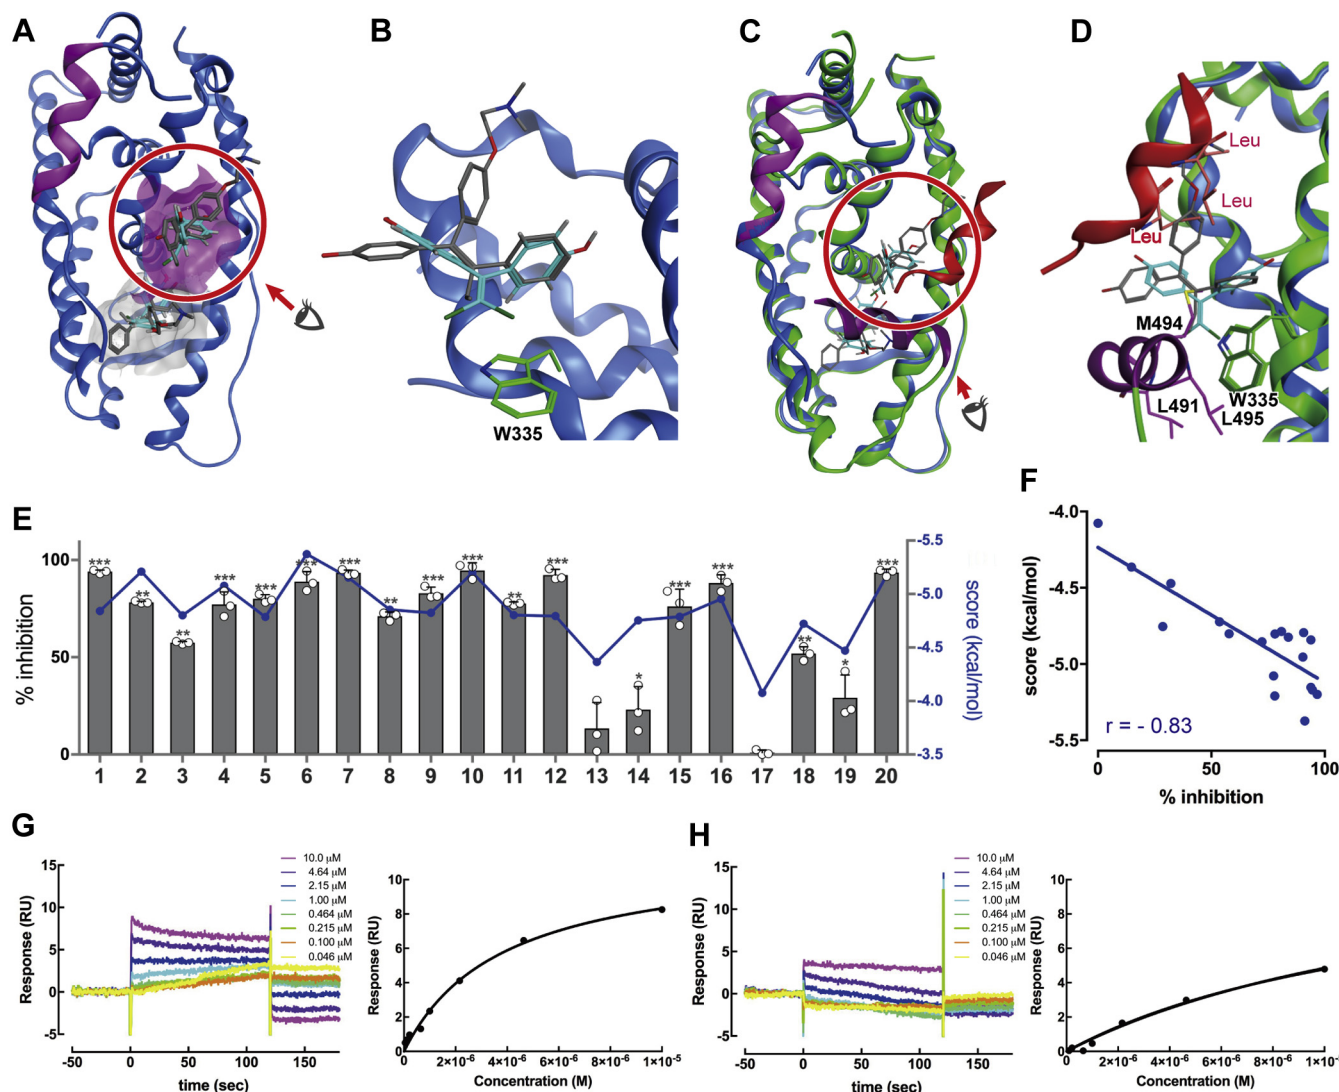 A
B
C
D
W335
Leu
Leu
Leu
M494
L491
W335
L495
E
% inhibition
100
50
0
***
**
**
***
***
***
***
**
***
***
**
***
*
***
***
**
*
***
1 2 3 4 5 6 7 8 9 10 11 12 13 14 15 16 17 18 19 20
-5.5
-5.0
-4.5
-4.0
-3.5
score (kcal/mol)
F
score (kcal/mol)
-4.0
-4.5
-5.0
-5.5
r = - 0.83
0 50 100
% inhibition
G
Response (RU)
15
10
5
0
-5
10.0 µM
4.64 µM
2.15 µM
1.00 µM
0.464 µM
0.215 µM
0.100 µM
0.046 µM
-50 0 50 100 150
time (sec)
Response (RU)
10
8
6
4
2
0
0 2×10-6 4×10-6 6×10-6 8×10-6 1×10-5
Concentration (M)
H
Response (RU)
15
10
5
0
-5
10.0 µM
4.64 µM
2.15 µM
1.00 µM
0.464 µM
0.215 µM
0.100 µM
0.046 µM
-50 0 50 100 150
time (sec)
Response (RU)
10
8
6
4
2
0
0 2×10-6 4×10-6 6×10-6 8×10-6 1×10-5
Concentration (M)